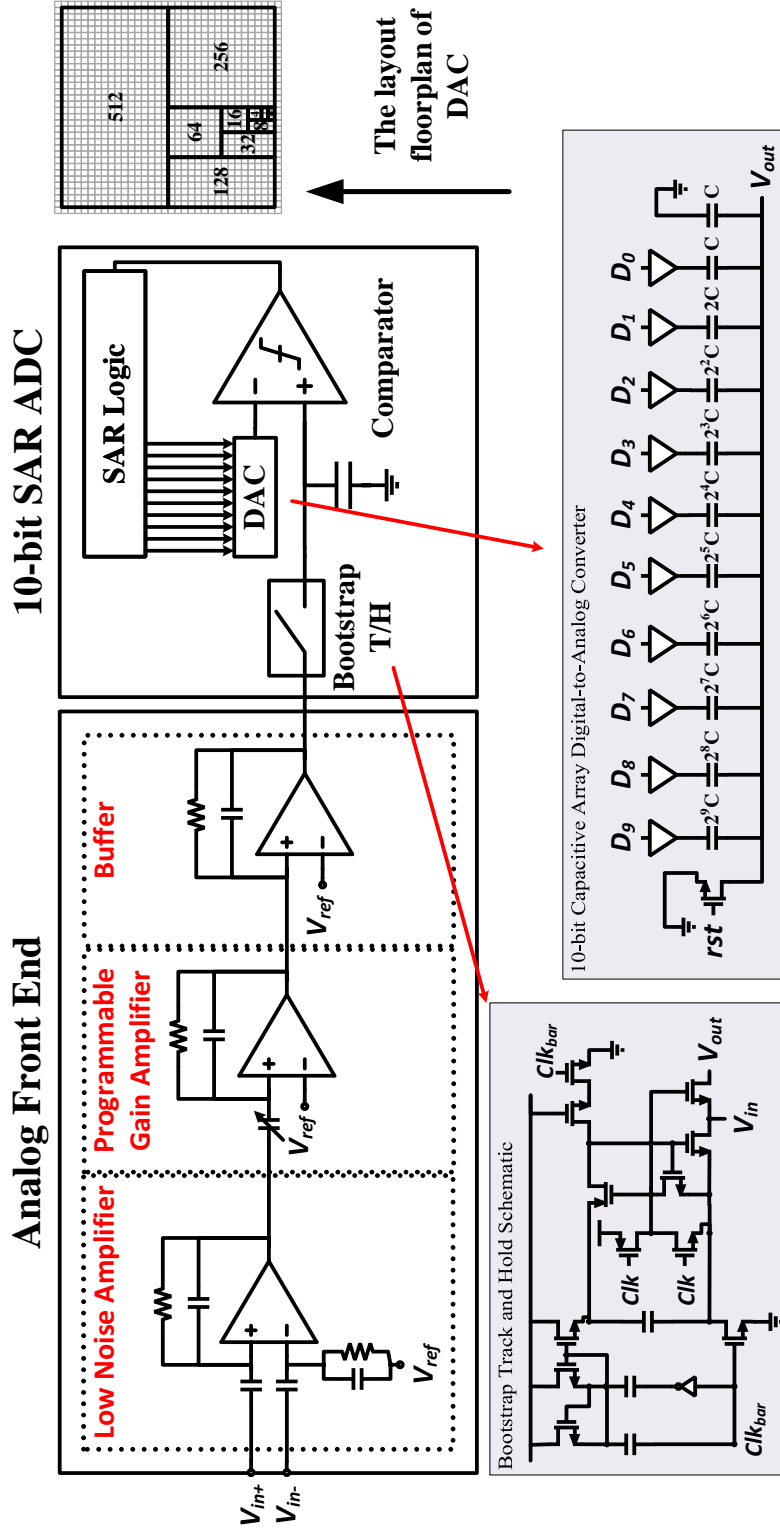 Analog Front End
10-bit SAR ADC
Low Noise Amplifier
Programmable
Gain Amplifier
Buffer
V_in+
V_in-
+
-
V_ref
+
-
V_ref
+
-
V_ref
Bootstrap
T/H
SAR Logic
DAC
-
+
Comparator
512
256
128
64
32
16
8
4
The layout
floorplan of
DAC
Bootstrap Track and Hold Schematic
Clk_bar
Clk
Clk
Clk_bar
V_in
V_out
10-bit Capacitive Array Digital-to-Analog Converter
rst
D_9
D_8
D_7
D_6
D_5
D_4
D_3
D_2
D_1
D_0
2^9C
2^8C
2^7C
2^6C
2^5C
2^4C
2^3C
2^2C
2C
C
C
V_out